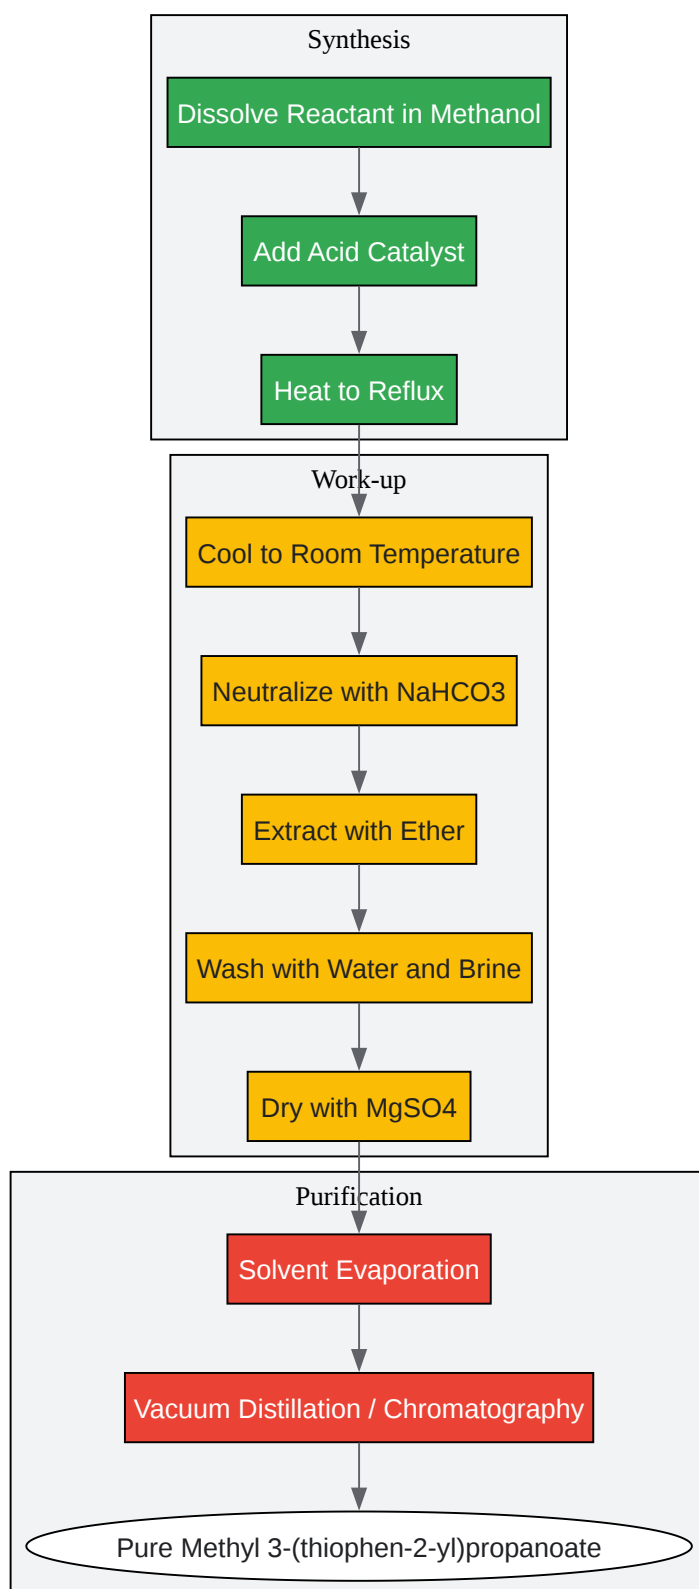 Synthesis
Dissolve Reactant in Methanol
Add Acid Catalyst
Heat to Reflux
Work-up
Cool to Room Temperature
Neutralize with NaHCO3
Extract with Ether
Wash with Water and Brine
Dry with MgSO4
Purification
Solvent Evaporation
Vacuum Distillation / Chromatography
Pure Methyl 3-(thiophen-2-yl)propanoate